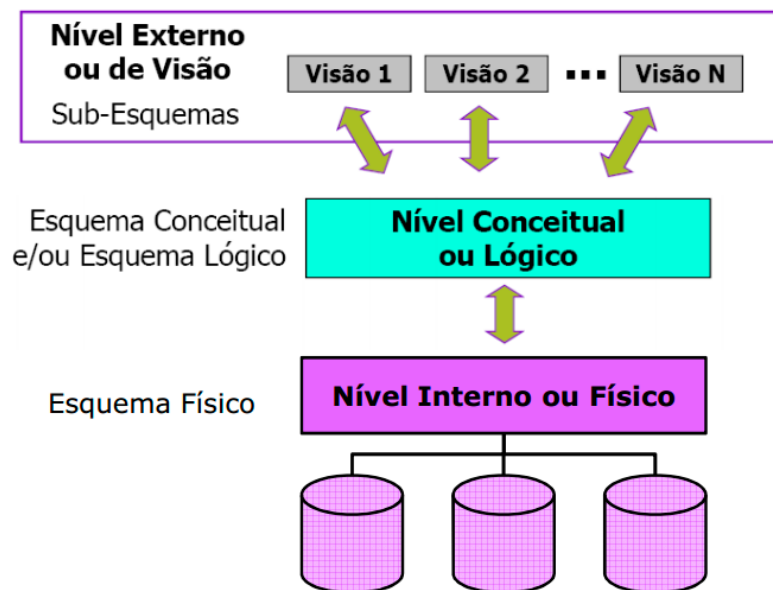 Nível Externo
ou de Visão
Sub-Esquemas
Visão 1
Visão 2
...
Visão N
Esquema Conceitual
e/ou Esquema Lógico
Nível Conceitual
ou Lógico
Esquema Físico
Nível Interno ou Físico